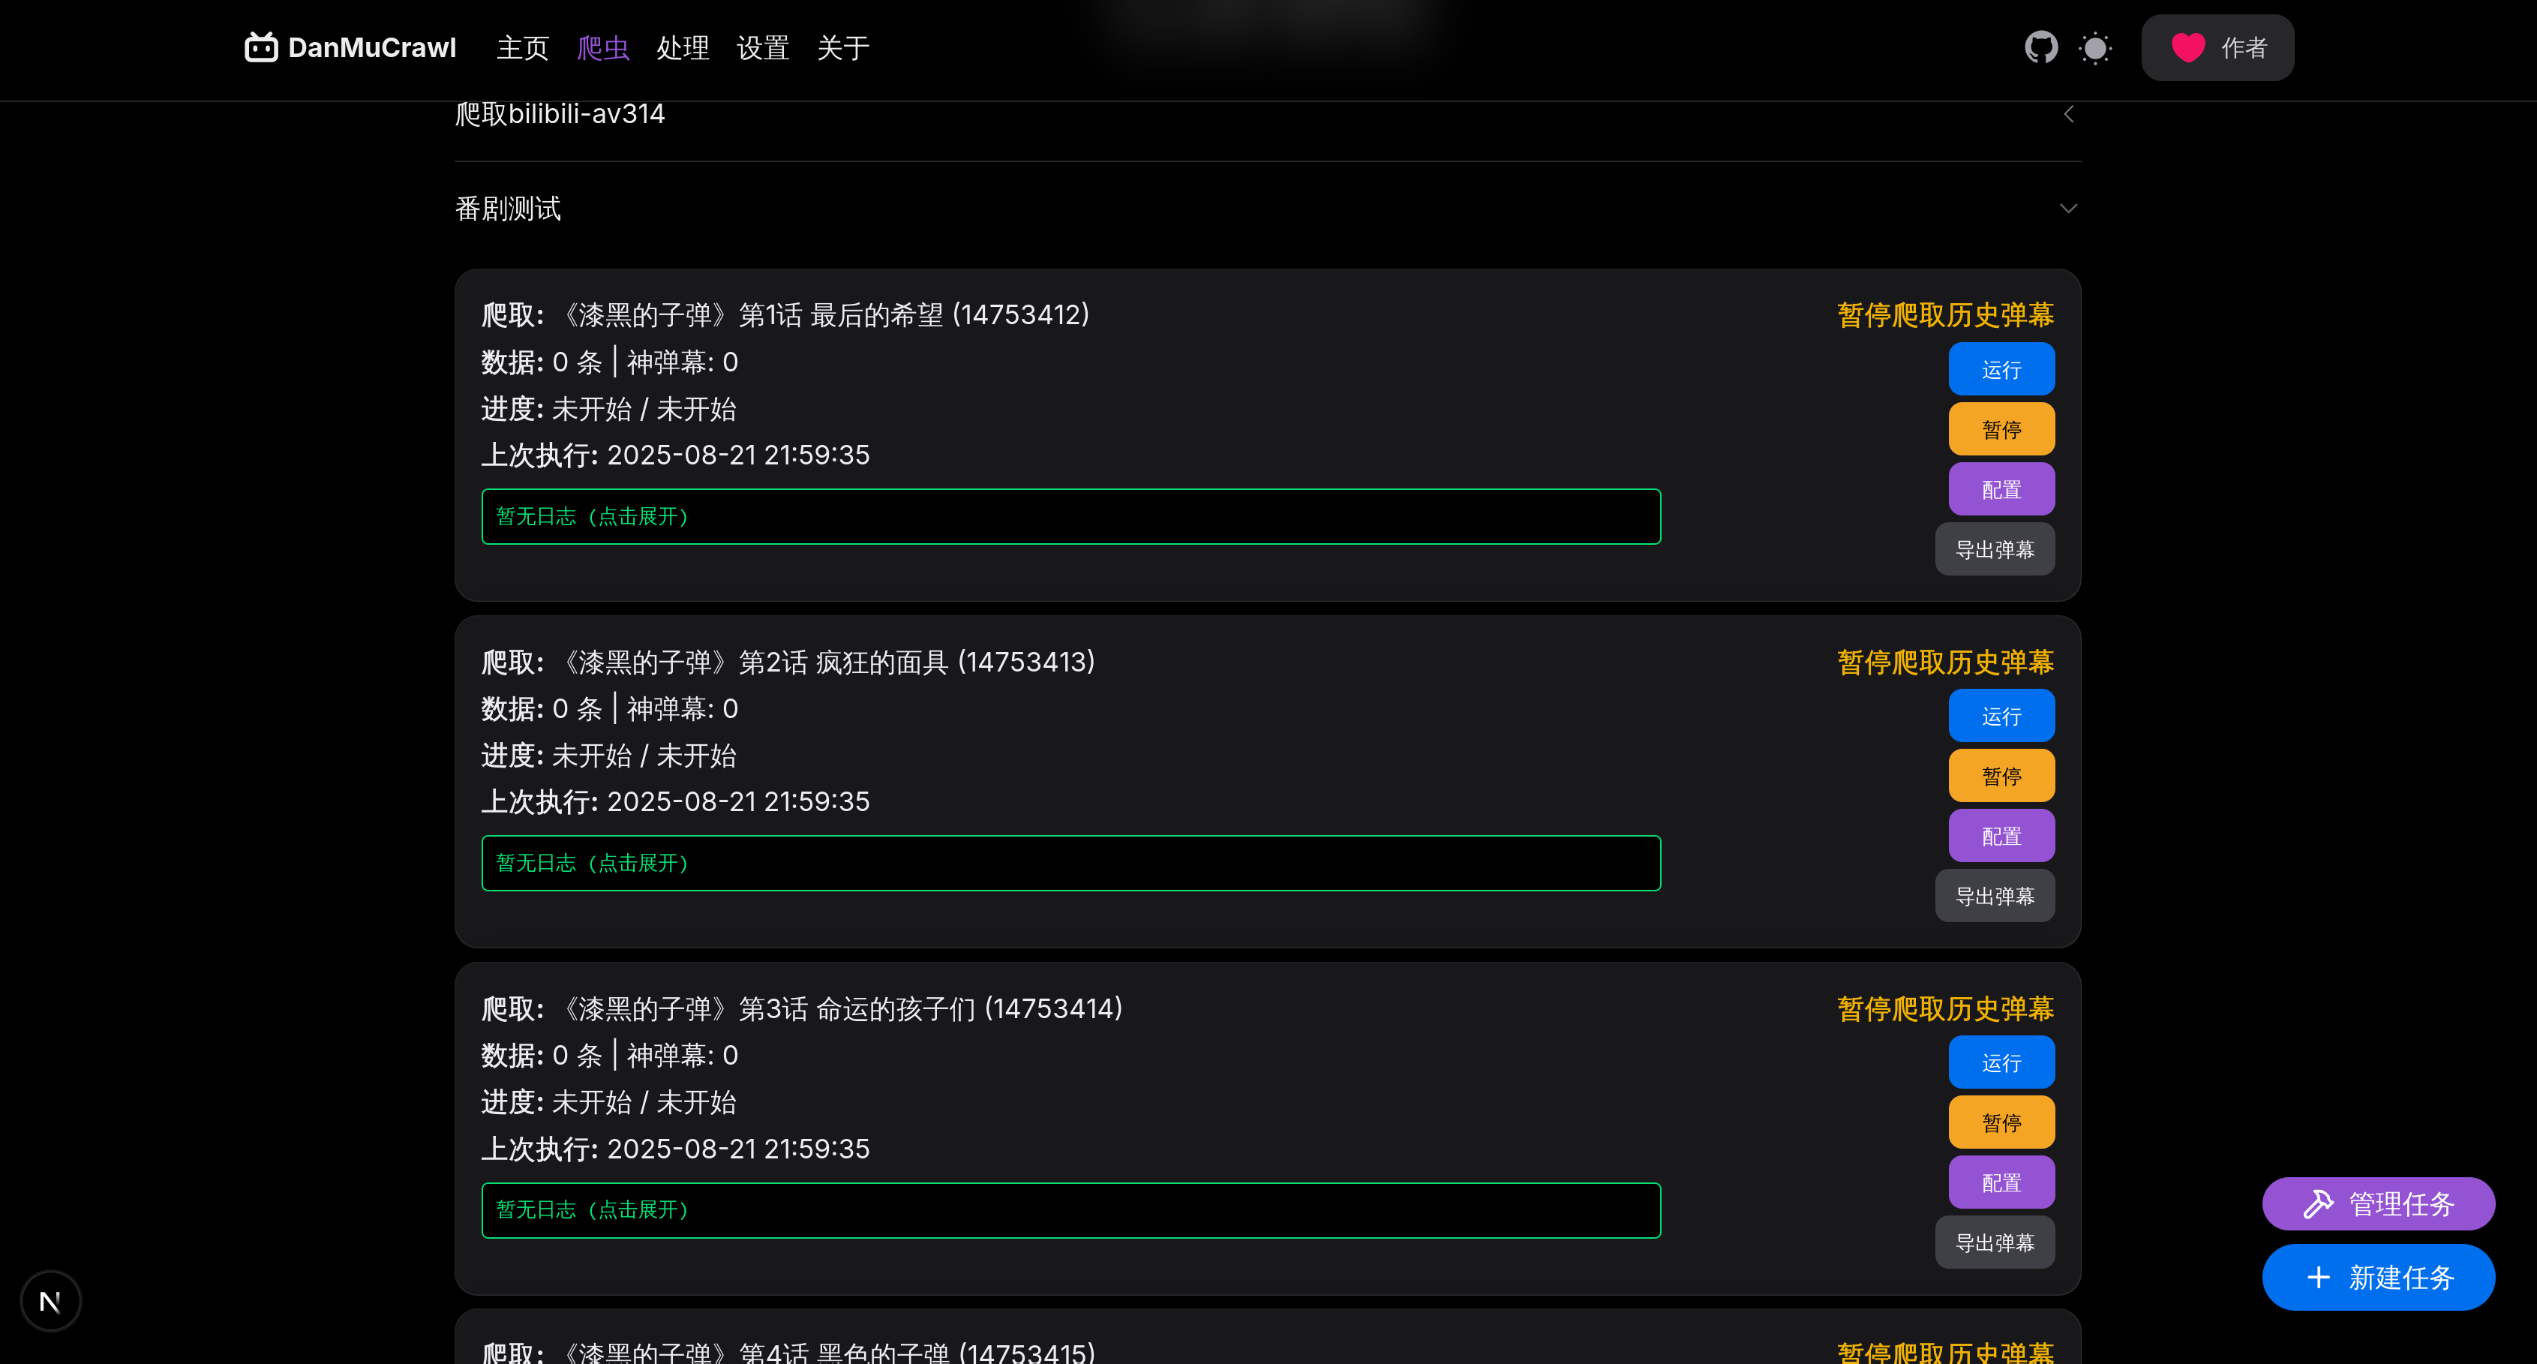 DanMuCrawl 主页 爬虫 处理 设置 关于 作者
爬取bilibili-av314
番剧测试
爬取: 《漆黑的子弹》第1话 最后的希望 (14753412) 暂停爬取历史弹幕
数据: 0 条 | 神弹幕: 0
运行
进度: 未开始 / 未开始
暂停
上次执行: 2025-08-21 21:59:35
配置
暂无日志 (点击展开)
导出弹幕
爬取: 《漆黑的子弹》第2话 疯狂的面具 (14753413) 暂停爬取历史弹幕
数据: 0 条 | 神弹幕: 0
运行
进度: 未开始 / 未开始
暂停
上次执行: 2025-08-21 21:59:35
配置
暂无日志 (点击展开)
导出弹幕
爬取: 《漆黑的子弹》第3话 命运的孩子们 (14753414) 暂停爬取历史弹幕
数据: 0 条 | 神弹幕: 0
运行
进度: 未开始 / 未开始
暂停
上次执行: 2025-08-21 21:59:35
配置
暂无日志 (点击展开)
导出弹幕
管理任务
新建任务
N
爬取: 《漆黑的子弹》第4话 黑色的子弹 (14753415) 暂停爬取历史弹幕